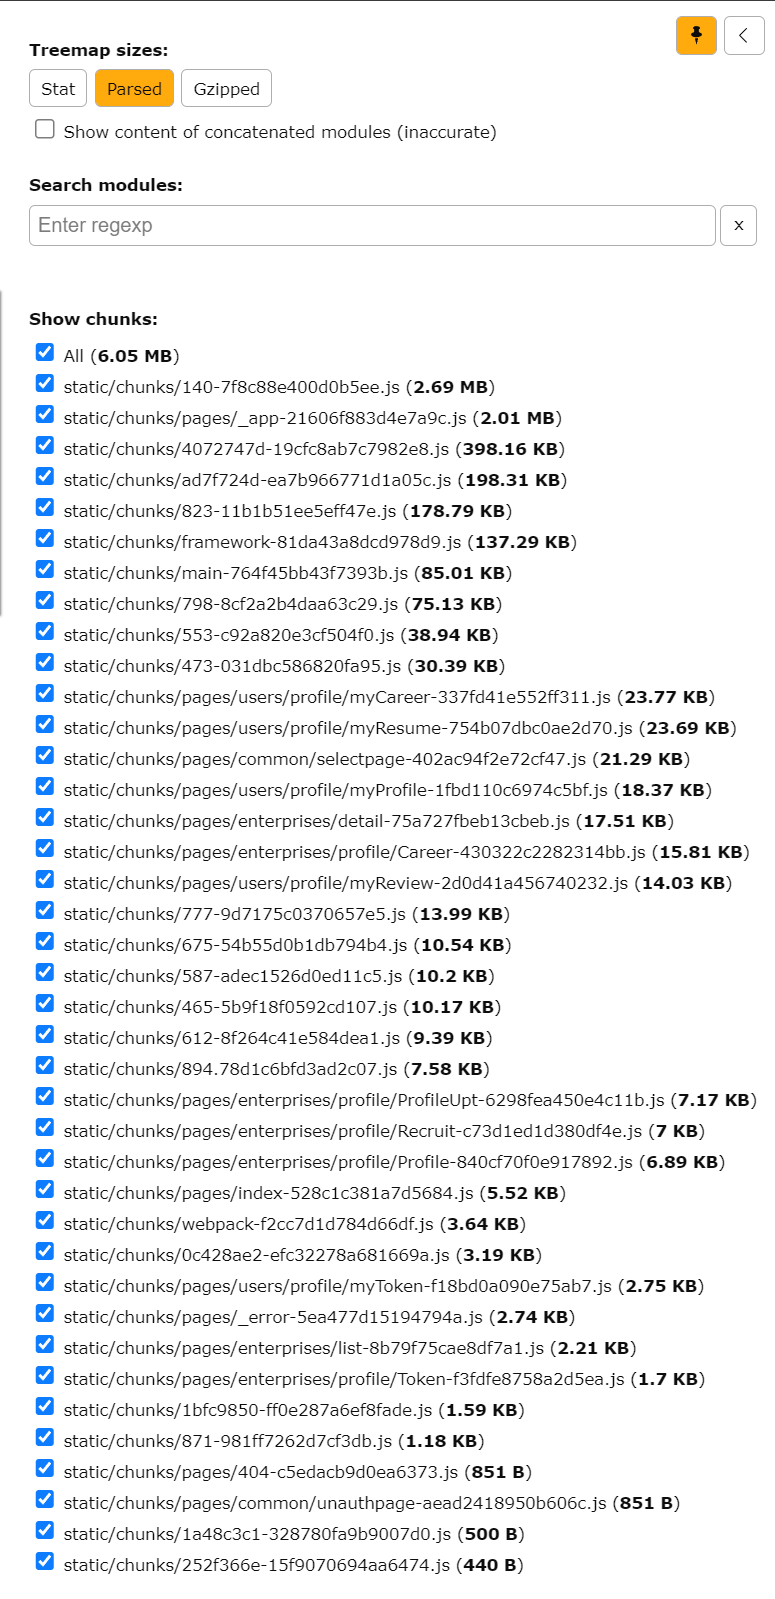 Treemap sizes:
Stat Parsed Gzipped
Show content of concatenated modules (inaccurate)
Search modules:
Enter regexp x
Show chunks:
All (6.05 MB)
static/chunks/140-7f8c88e400d0b5ee.js (2.69 MB)
static/chunks/pages/_app-21606f883d4e7a9c.js (2.01 MB)
static/chunks/4072747d-19cfc8ab7c7982e8.js (398.16 KB)
static/chunks/ad7f724d-ea7b966771d1a05c.js (198.31 KB)
static/chunks/823-11b1b51ee5eff47e.js (178.79 KB)
static/chunks/framework-81da43a8dcd978d9.js (137.29 KB)
static/chunks/main-764f45bb43f7393b.js (85.01 KB)
static/chunks/798-8cf2a2b4daa63c29.js (75.13 KB)
static/chunks/553-c92a820e3cf504f0.js (38.94 KB)
static/chunks/473-031dbc586820fa95.js (30.39 KB)
static/chunks/pages/users/profile/myCareer-337fd41e552ff311.js (23.77 KB)
static/chunks/pages/users/profile/myResume-754b07dbc0ae2d70.js (23.69 KB)
static/chunks/pages/common/selectpage-402ac94f2e72cf47.js (21.29 KB)
static/chunks/pages/users/profile/myProfile-1fbd110c6974c5bf.js (18.37 KB)
static/chunks/pages/enterprises/detail-75a727fbeb13cbeb.js (17.51 KB)
static/chunks/pages/enterprises/profile/Career-430322c2282314bb.js (15.81 KB)
static/chunks/pages/users/profile/myReview-2d0d41a456740232.js (14.03 KB)
static/chunks/777-9d7175c0370657e5.js (13.99 KB)
static/chunks/675-54b55d0b1db794b4.js (10.54 KB)
static/chunks/587-adec1526d0ed11c5.js (10.2 KB)
static/chunks/465-5b9f18f0592cd107.js (10.17 KB)
static/chunks/612-8f264c41e584dea1.js (9.39 KB)
static/chunks/894.78d1c6bfd3ad2c07.js (7.58 KB)
static/chunks/pages/enterprises/profile/ProfileUpt-6298fea450e4c11b.js (7.17 KB)
static/chunks/pages/enterprises/profile/Recruit-c73d1ed1d380df4e.js (7 KB)
static/chunks/pages/enterprises/profile/Profile-840cf70f0e917892.js (6.89 KB)
static/chunks/pages/index-528c1c381a7d5684.js (5.52 KB)
static/chunks/webpack-f2cc7d1d784d66df.js (3.64 KB)
static/chunks/0c428ae2-efc32278a681669a.js (3.19 KB)
static/chunks/pages/users/profile/myToken-f18bd0a090e75ab7.js (2.75 KB)
static/chunks/pages/_error-5ea477d15194794a.js (2.74 KB)
static/chunks/pages/enterprises/list-8b79f75cae8df7a1.js (2.21 KB)
static/chunks/pages/enterprises/profile/Token-f3fdfe8758a2d5ea.js (1.7 KB)
static/chunks/1bfc9850-ff0e287a6ef8fade.js (1.59 KB)
static/chunks/871-981ff7262d7cf3db.js (1.18 KB)
static/chunks/pages/404-c5edacb9d0ea6373.js (851 B)
static/chunks/pages/common/unauthpage-aead2418950b606c.js (851 B)
static/chunks/1a48c3c1-328780fa9b9007d0.js (500 B)
static/chunks/252f366e-15f9070694aa6474.js (440 B)